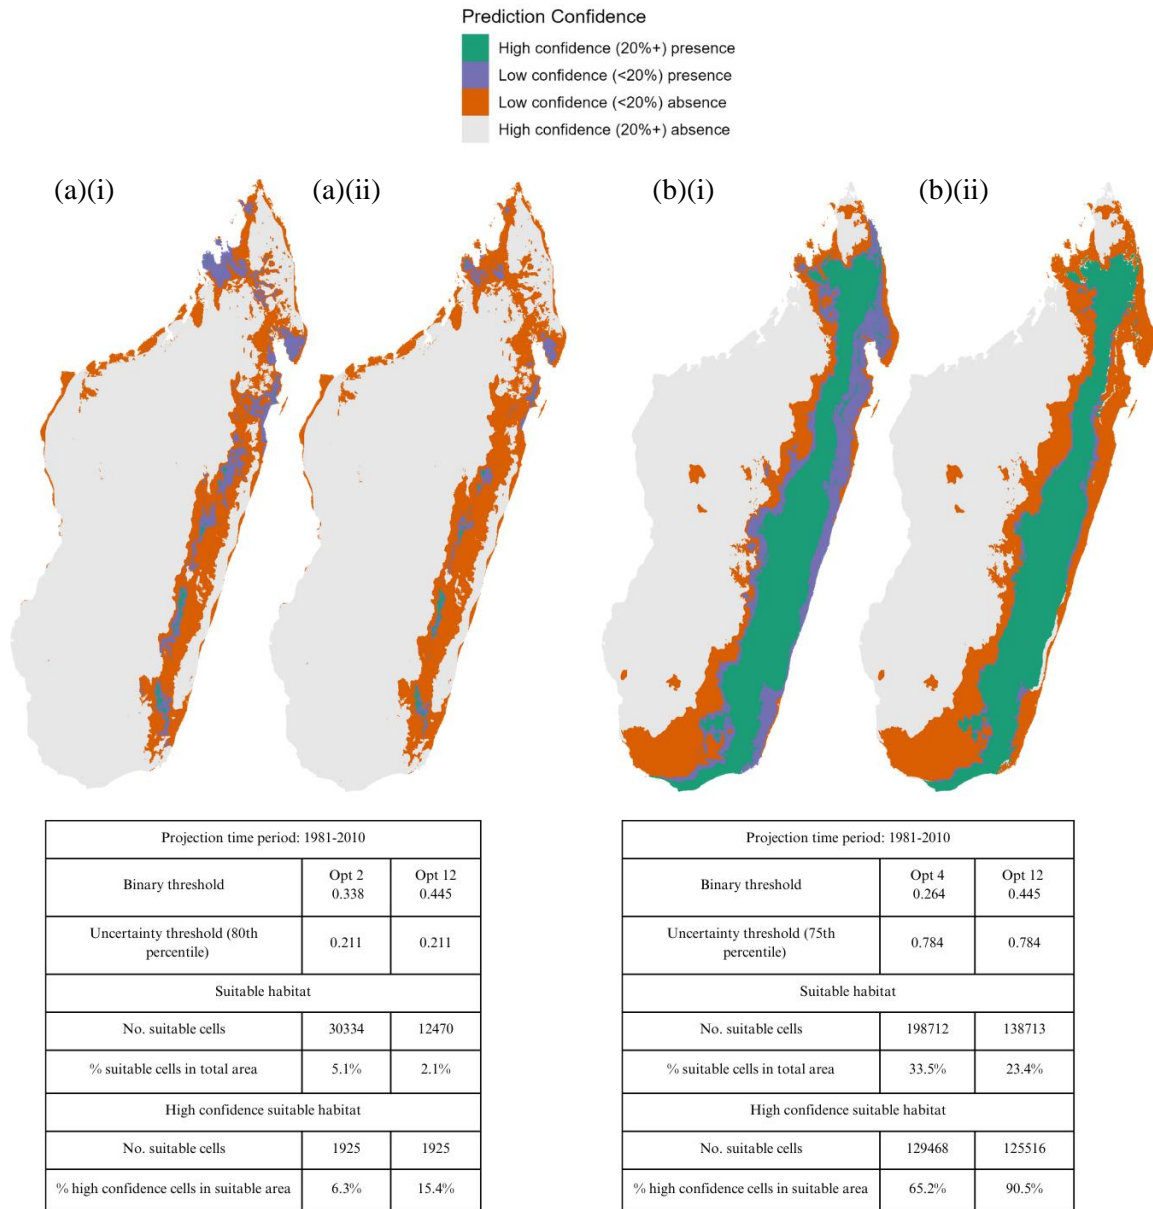 Prediction Confidence
High confidence (20%+) presence
Low confidence (<20%) presence
Low confidence (<20%) absence
High confidence (20%+) absence
(a)(i)
(a)(ii)
(b)(i)
(b)(ii)
Projection time period: 1981-2010
Binary threshold
Opt 2
0.338
Opt 12
0.445
Uncertainty threshold (80th
percentile)
0.211
0.211
Suitable habitat
No. suitable cells
30334
12470
% suitable cells in total area
5.1%
2.1%
High confidence suitable habitat
No. suitable cells
1925
1925
% high confidence cells in suitable area
6.3%
15.4%
Projection time period: 1981-2010
Binary threshold
Opt 4
0.264
Opt 12
0.445
Uncertainty threshold (75th
percentile)
0.784
0.784
Suitable habitat
No. suitable cells
198712
138713
% suitable cells in total area
33.5%
23.4%
High confidence suitable habitat
No. suitable cells
129468
125516
% high confidence cells in suitable area
65.2%
90.5%